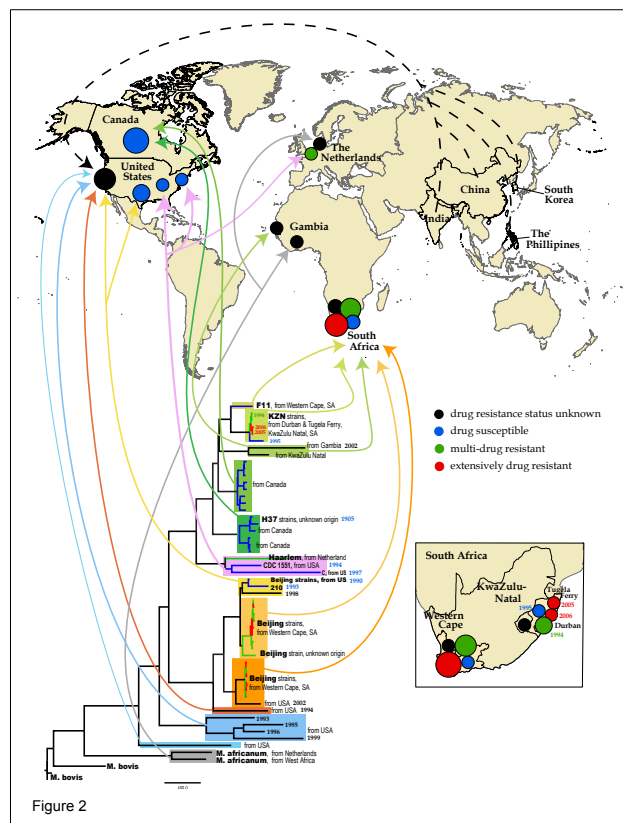 Canada
United
States
The
Netherlands
China
South
Korea
India
The
Phillipines
Gambia
South
Africa
drug resistance status unknown
drug susceptible
multi-drug resistant
extensively drug resistant
F11, from Western Cape, SA
KZN strains,
1994
from Durban & Tugela Ferry,
2006
2005
KwaZulu Natal, SA
1995
from Gambia 2002
from KwaZulu Natal
from Canada
H37 strains, unknown origin 1905
from Canada
from Canada
Haarlem, from Netherland
CDC 1551, from USA 1994
C, from US 1997
Beijing strains, from US 1990
210 1993
1998
Beijing strains,
from Western Cape, SA
Beijing strain, unknown origin
Beijing strains,
from Western Cape, SA
from USA 2002
from USA 1994
1993
1995
1996 from USA
1999
from USA
M. africanum, from Netherlands
M. africanum, from West Africa
M. bovis
M. bovis
400.0
South Africa
KwaZulu-
Natal
Tugela
Ferry
2005
1995
2006
Durban
1994
Western
Cape
Figure 2